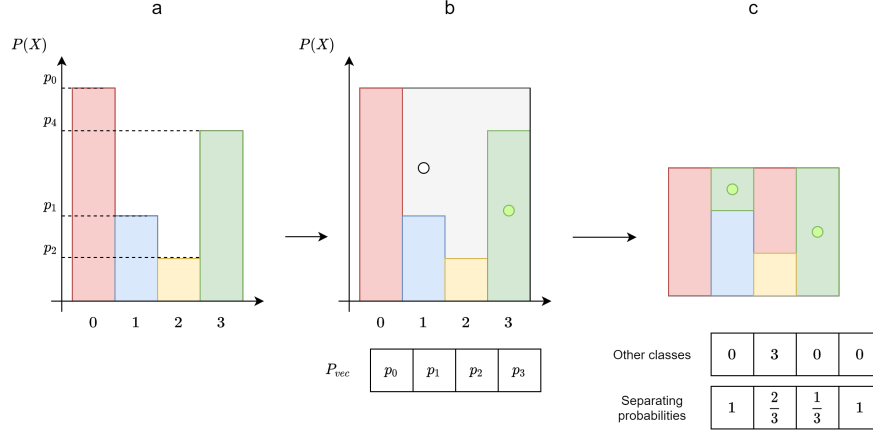 a
b
c
P(X)
P(X)
p₀
p₄
p₁
p₂
0 1 2 3
0 1 2 3
P_vec p₀ p₁ p₂ p₃
Other classes 0 3 0 0
Separating
probabilities 1 2/3 1/3 1